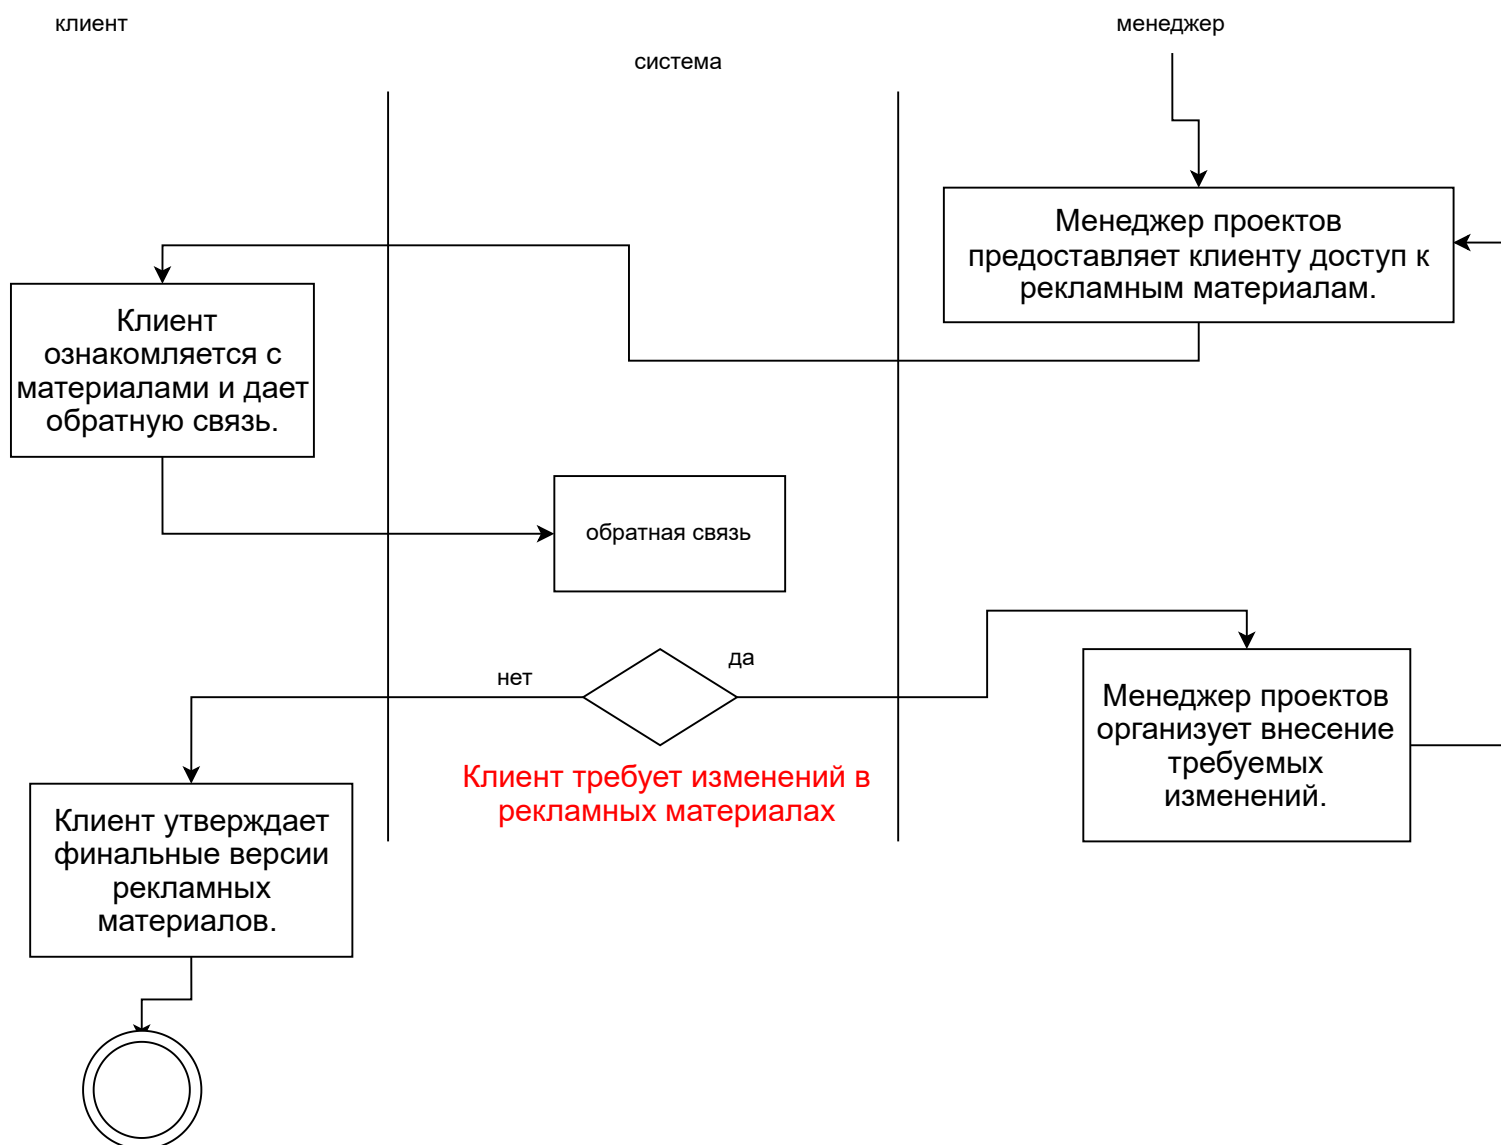 клиент
менеджер
система
Менеджер проектов
предоставляет клиенту доступ к
рекламным материалам.
Клиент
ознакомляется с
материалами и дает
обратную связь.
обратная связь
нет
да
Клиент требует изменений в
рекламных материалах
Менеджер проектов
организует внесение
требуемых
изменений.
Клиент утверждает
финальные версии
рекламных
материалов.